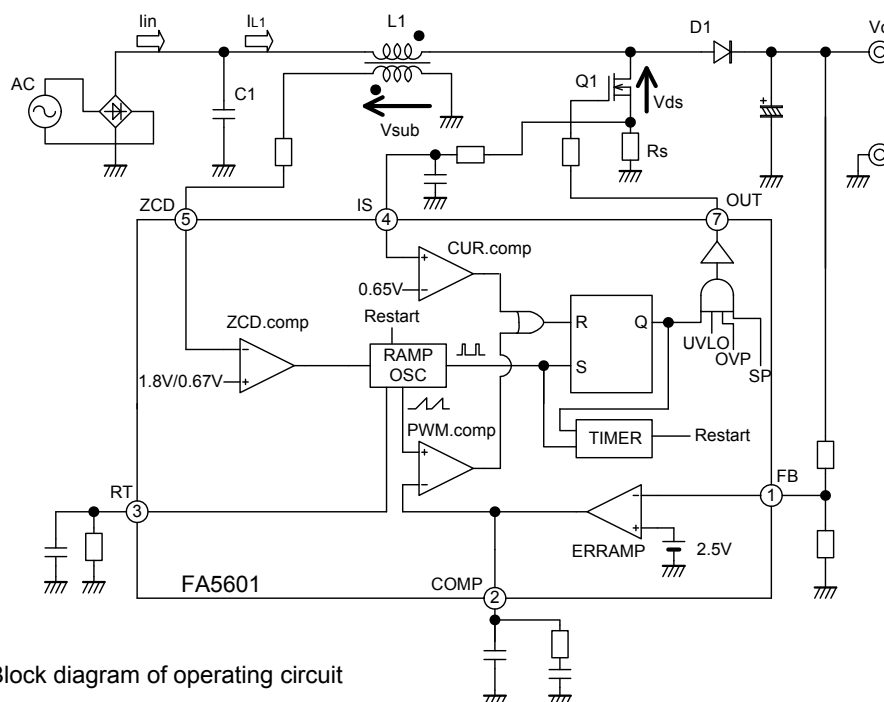 Iin
IL1
L1
D1
Vo
AC
C1
Vsub
Q1
Vds
Rs
ZCD
5
IS
4
OUT
7
CUR.comp
0.65V
ZCD.comp
Restart
R
Q
1.8V/0.67V
RAMP
OSC
S
UVLO
OVP
SP
PWM.comp
TIMER
Restart
RT
3
FB
1
ERRAMP
2.5V
FA5601
COMP
2
lock diagram of operating circuit